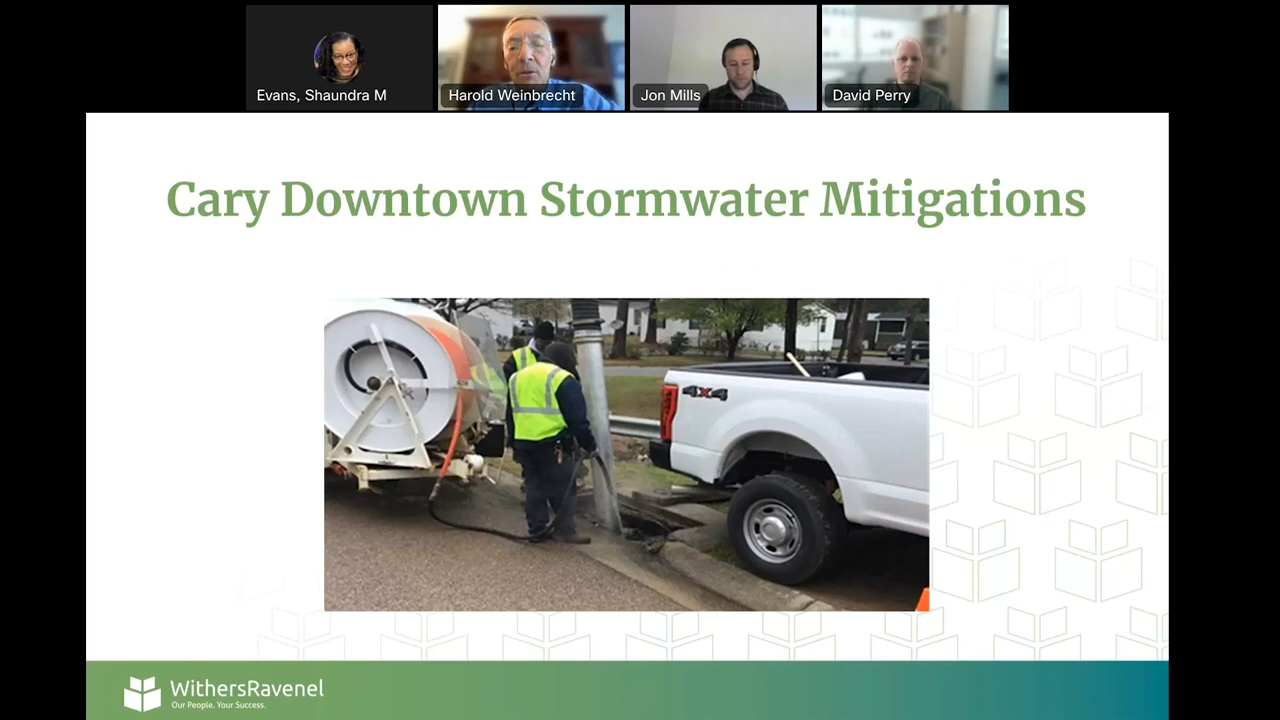 Evans, Shaundra M
Harold Weinbrecht
Jon Mills
David Perry
Cary Downtown Stormwater Mitigations
4x4
WithersRavenel
Our People. Your Success.